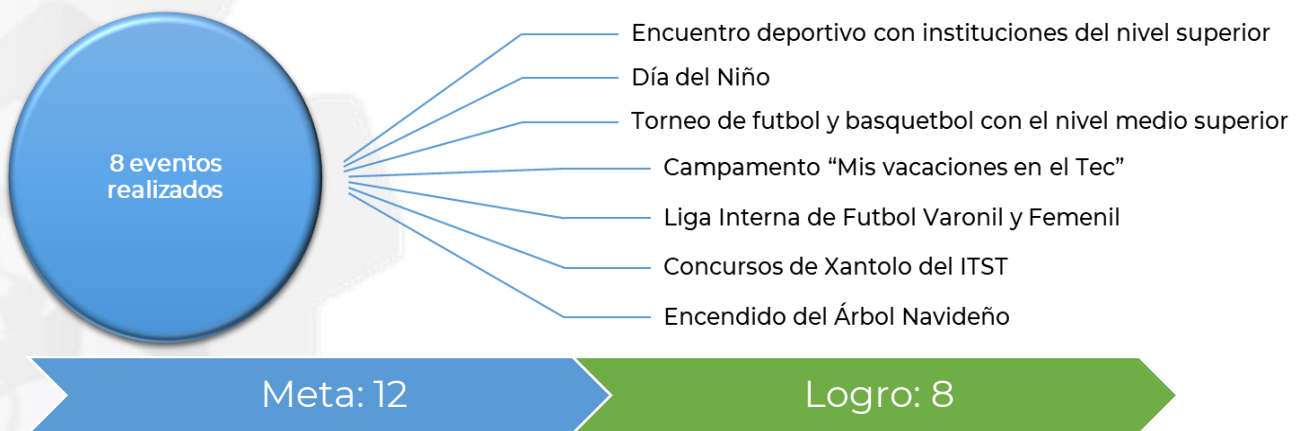 8 eventos
realizados
Encuentro deportivo con instituciones del nivel superior
Día del Niño
Torneo de futbol y basquetbol con el nivel medio superior
Campamento “Mis vacaciones en el Tec”
Liga Interna de Futbol Varonil y Femenil
Concursos de Xantolo del ITST
Encendido del Árbol Navideño
Meta: 12
Logro: 8